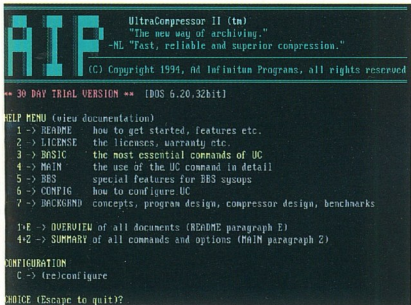 AIP
UltraCompressor II (tm)
"The new way of archiving."
-NL "Fast, reliable and superior compression."
(C) Copyright 1994, Ad Infinitum Programs, all rights reserved
** 30 DAY TRIAL VERSION ** [DOS 6.20,32bit]
HELP MENU (view documentation)
1 -> README how to get started, features etc.
2 -> LICENSE the licenses, warranty etc.
3 -> BASIC the most essential commands of UC
4 -> MAIN the use of the UC command in detail
5 -> BBS special features for BBS sysops
6 -> CONFIG how to configure UC
7 -> BACKGRND concepts, program design, compressor design, benchmarks
1+E -> OVERVIEW of all documents (README paragraph E)
4+Z -> SUMMARY of all commands and options (MAIN paragraph Z)
CONFIGURATION
C -> (re)configure
CHOICE (Escape to quit)?